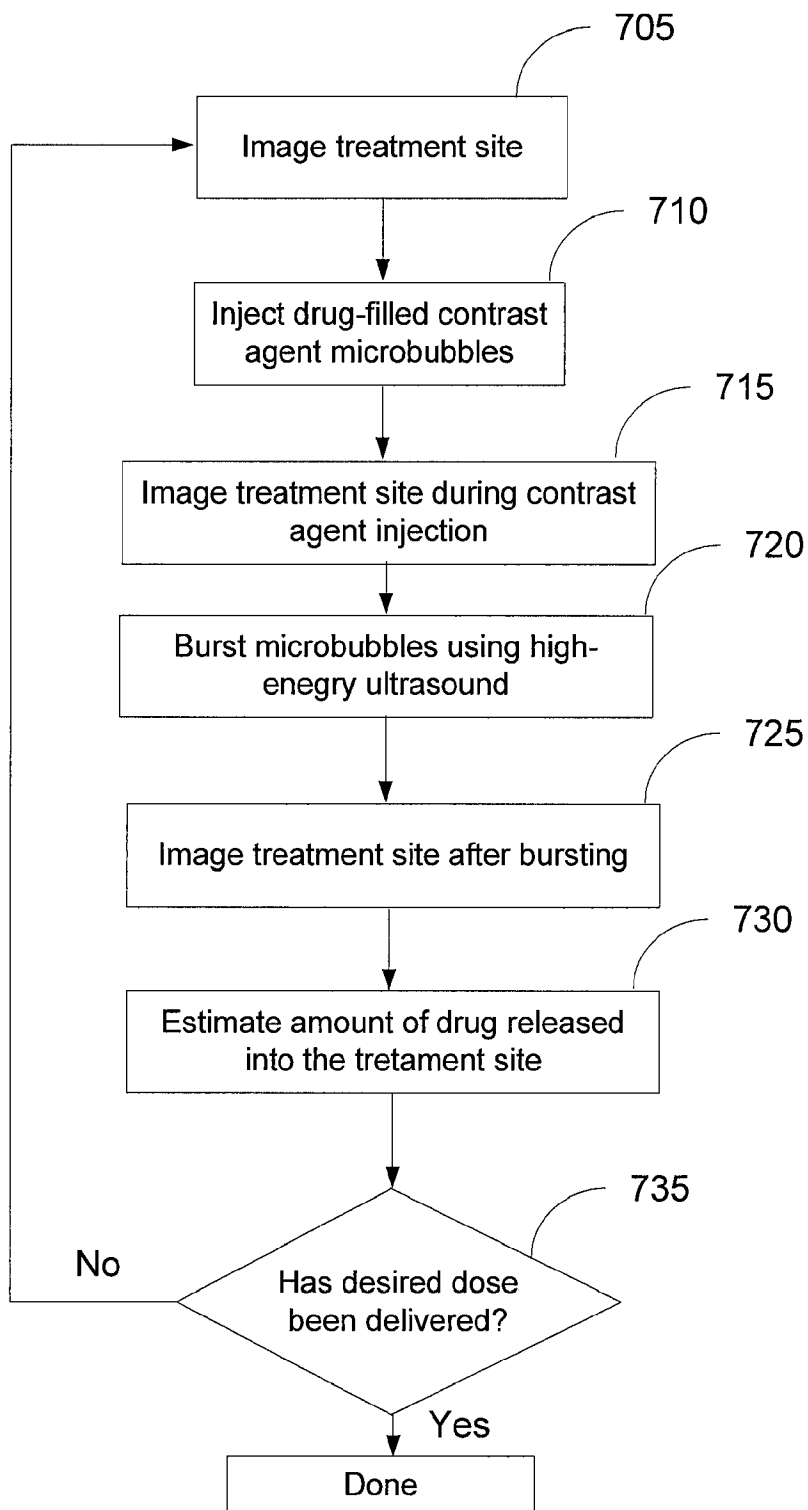 705
Image treatment site
710
Inject drug-filled contrast
agent microbubbles
715
Image treatment site during contrast
agent injection
720
Burst microbubbles using high-
enegry ultrasound
725
Image treatment site after bursting
730
Estimate amount of drug released
into the tretament site
735
No
Has desired dose
been delivered?
Yes
Done